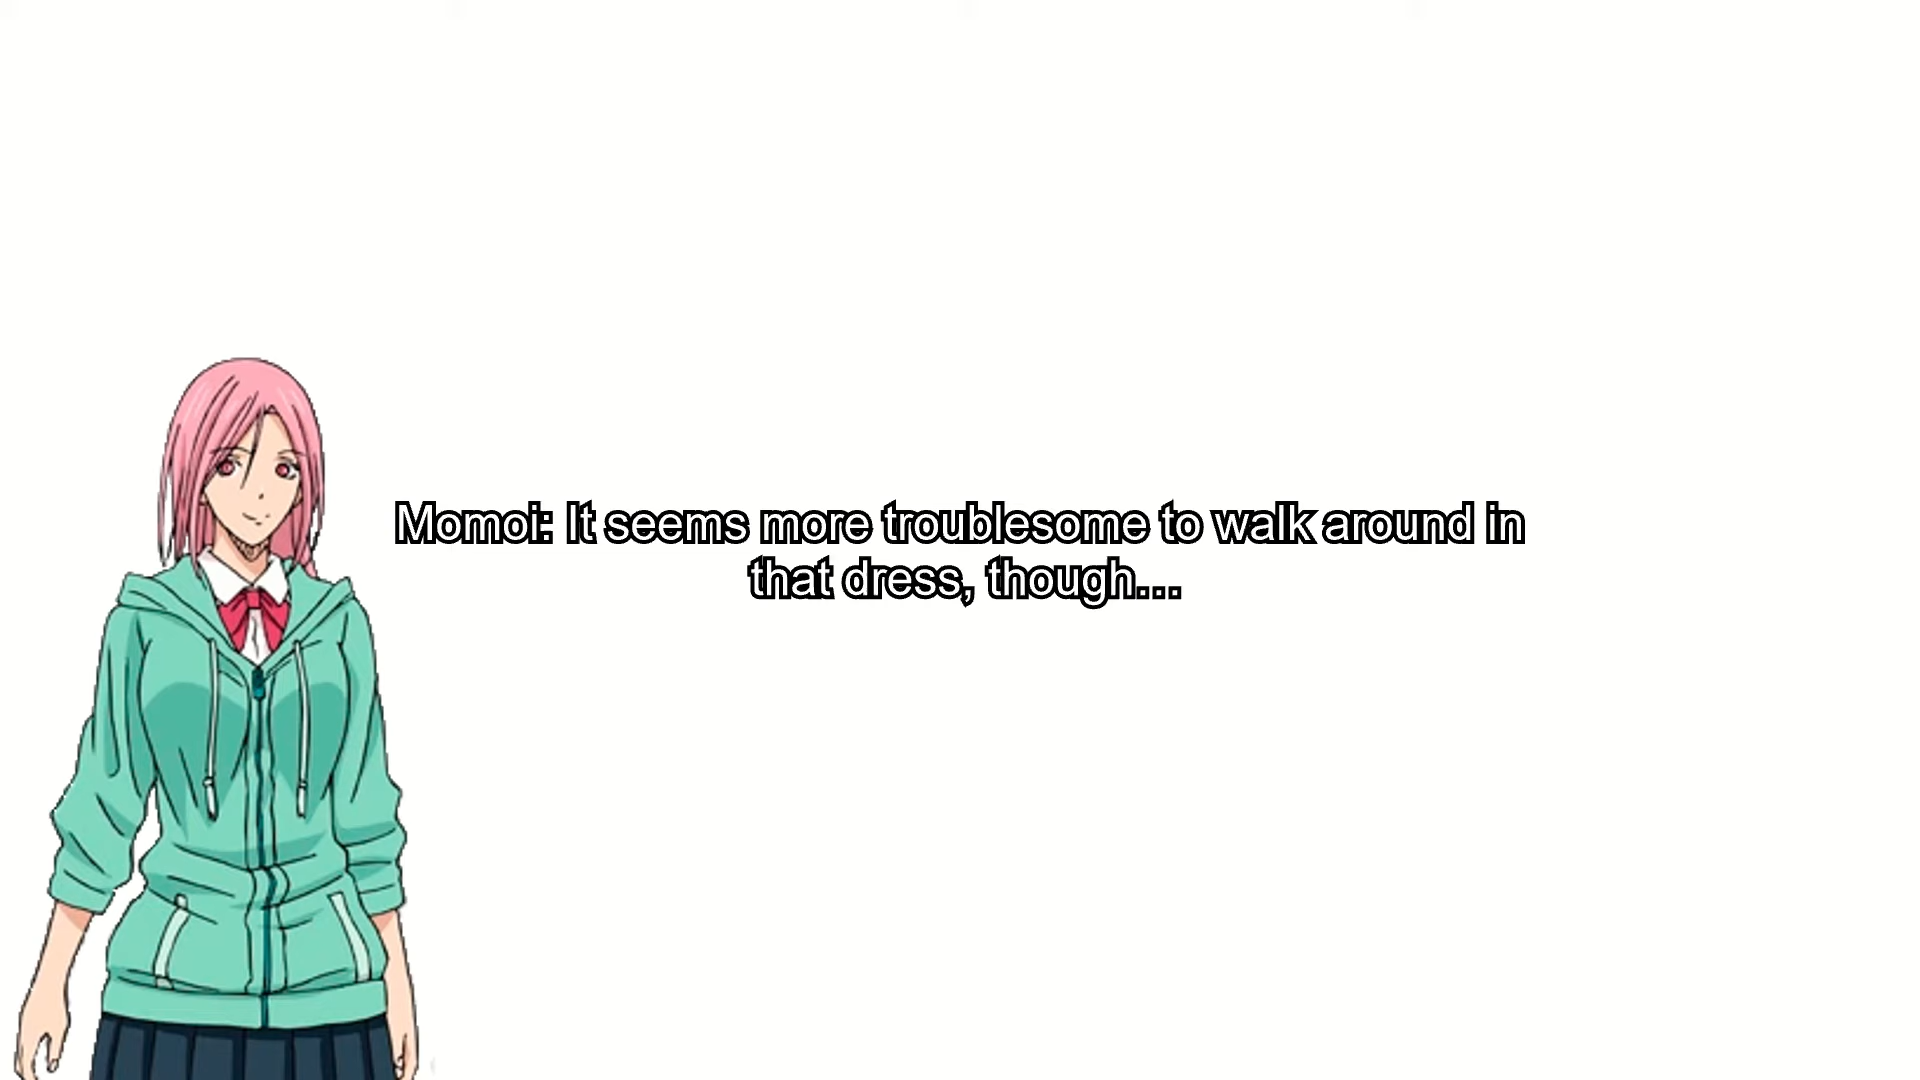 Momoi: It seems more troublesome to walk around in
that dress, though...